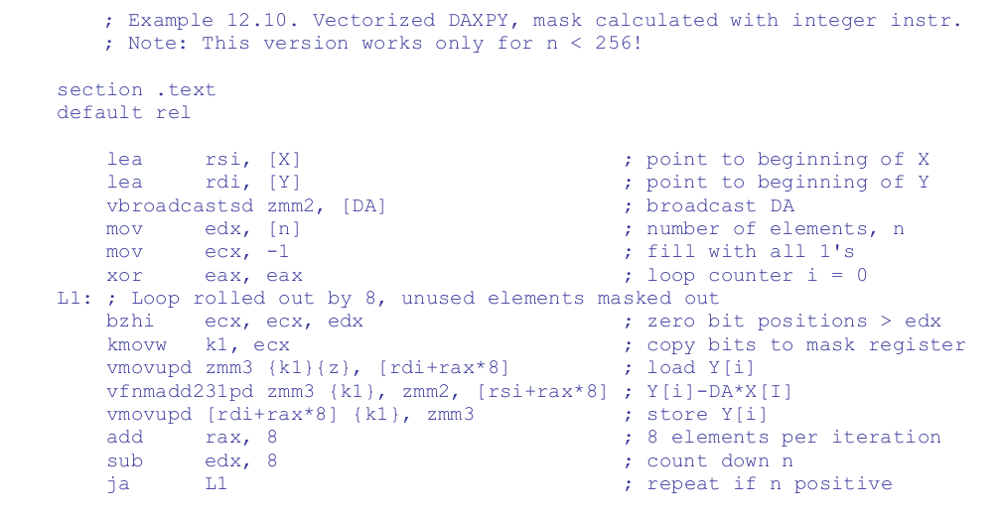 ; Example 12.10. Vectorized DAXPY, mask calculated with integer instr.
; Note: This version works only for n < 256!
section .text
default rel
lea rsi, [X] ; point to beginning of X
lea rdi, [Y] ; point to beginning of Y
vbroadcastsd zmm2, [DA] ; broadcast DA
mov edx, [n] ; number of elements, n
mov ecx, -1 ; fill with all 1's
xor eax, eax ; loop counter i = 0
L1: ; Loop rolled out by 8, unused elements masked out
bzhi ecx, ecx, edx ; zero bit positions > edx
kmovw k1, ecx ; copy bits to mask register
vmovupd zmm3 {k1}{z}, [rdi+rax*8] ; load Y[i]
vfnmadd231pd zmm3 {k1}, zmm2, [rsi+rax*8] ; Y[i]-DA*X[I]
vmovupd [rdi+rax*8] {k1}, zmm3 ; store Y[i]
add rax, 8 ; 8 elements per iteration
sub edx, 8 ; count down n
ja L1 ; repeat if n positive